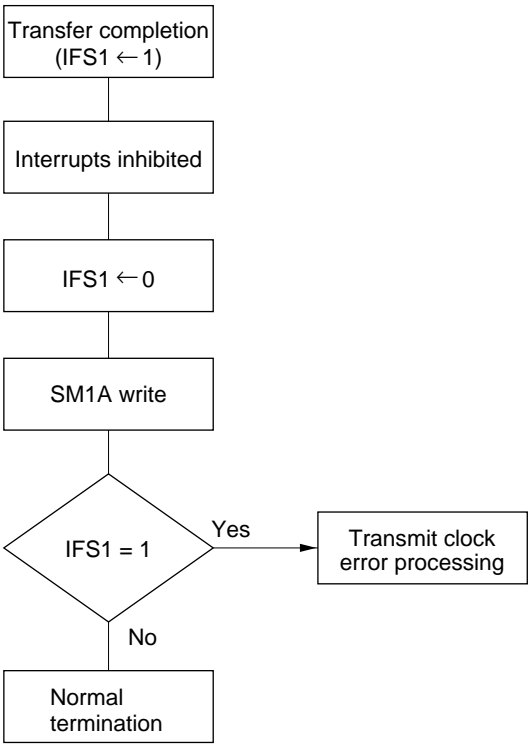 Transfer completion
(IFS1 ← 1)
Interrupts inhibited
IFS1 ← 0
SM1A write
IFS1 = 1
Yes
Transmit clock
error processing
No
Normal
termination